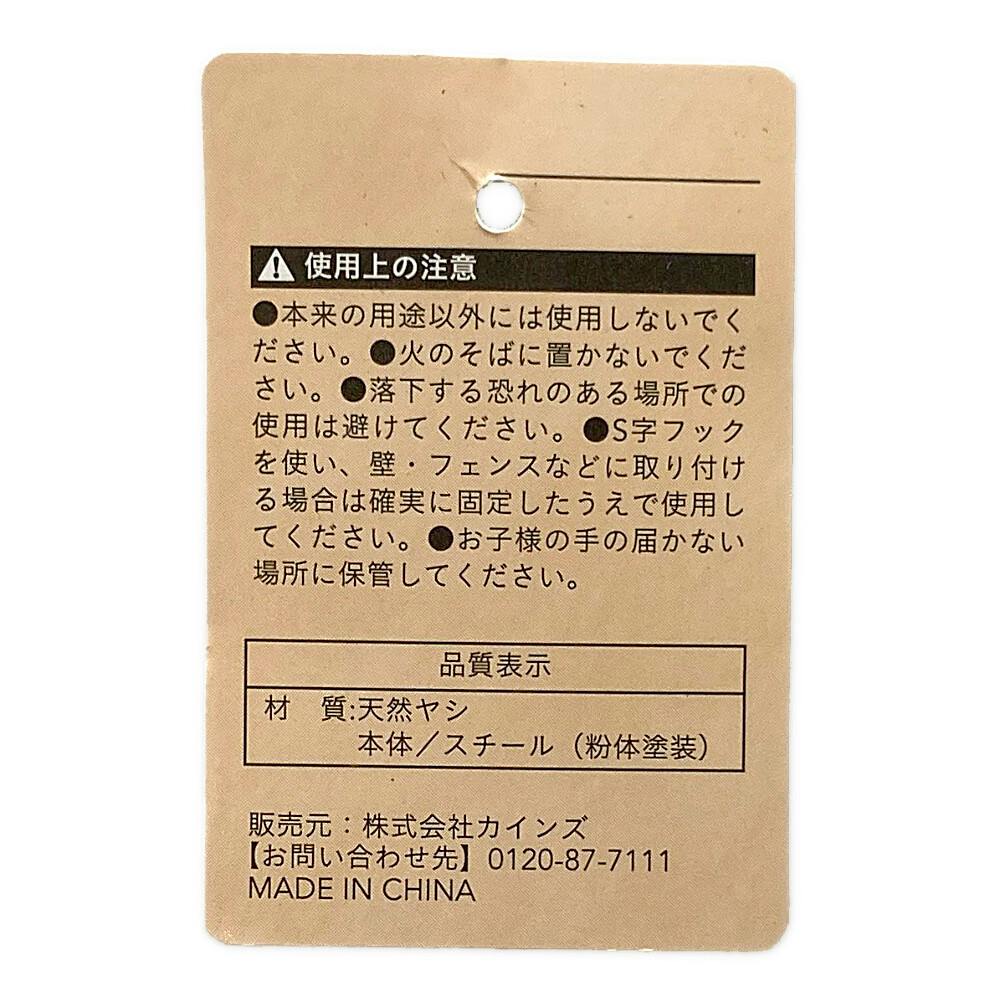 使用上の注意
●本来の用途以外には使用しないでく
ださい。●火のそばに置かないでくだ
さい。●落下する恐れのある場所での
使用は避けてください。●S字フック
を使い、壁・フェンスなどに取り付け
る場合は確実に固定したうえで使用し
てください。●お子様の手の届かない
場所に保管してください。
品質表示
材　質:天然ヤシ
本体／スチール（粉体塗装）
販売元：株式会社カインズ
【お問い合わせ先】0120-87-7111
MADE IN CHINA